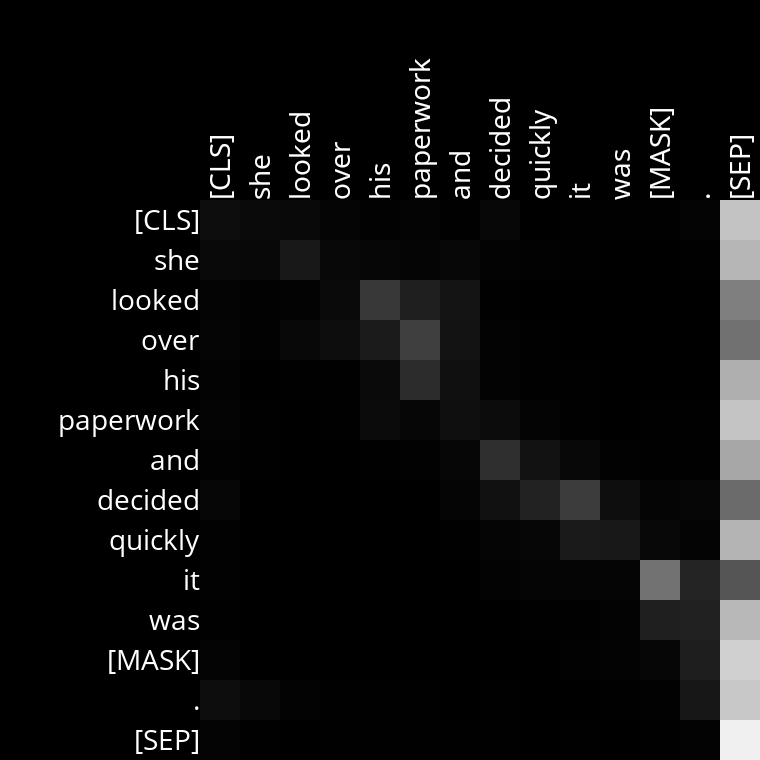 [CLS] she looked over his paperwork and decided quickly it was [MASK] . [SEP]
[CLS]
she
looked
over
his
paperwork
and
decided
quickly
it
was
[MASK]
.
[SEP]